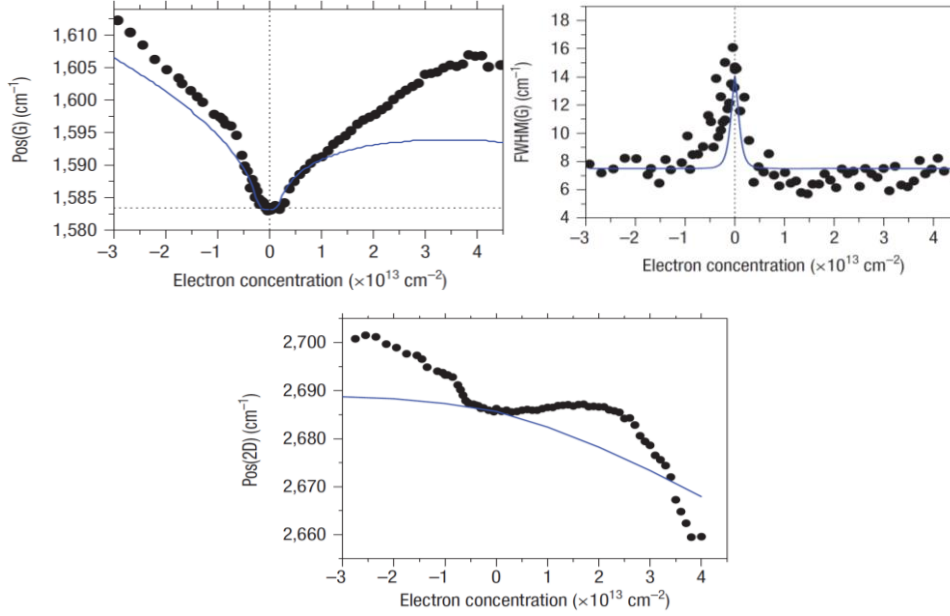 Pos(G) (cm⁻¹)
1,610
1,605
1,600
1,595
1,590
1,585
1,580
−3 −2 −1 0 1 2 3 4
Electron concentration (×10¹³ cm⁻²)
FWHM(G) (cm⁻¹)
18
16
14
12
10
8
6
4
−3 −2 −1 0 1 2 3 4
Electron concentration (×10¹³ cm⁻²)
Pos(2D) (cm⁻¹)
2,700
2,690
2,680
2,670
2,660
−3 −2 −1 0 1 2 3 4
Electron concentration (×10¹³ cm⁻²)